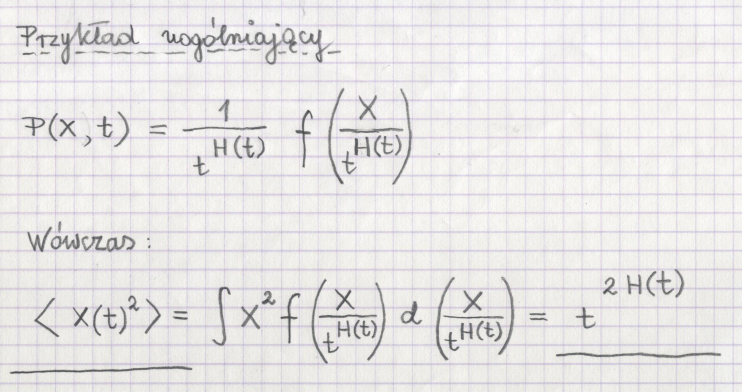 Przykład uogólniający
P(x,t) = 1/t^H(t) f(x/t^H(t))
Wówczas:
⟨x(t)²⟩ = ∫x² f(x/t^H(t)) d(x/t^H(t)) = t^2H(t)